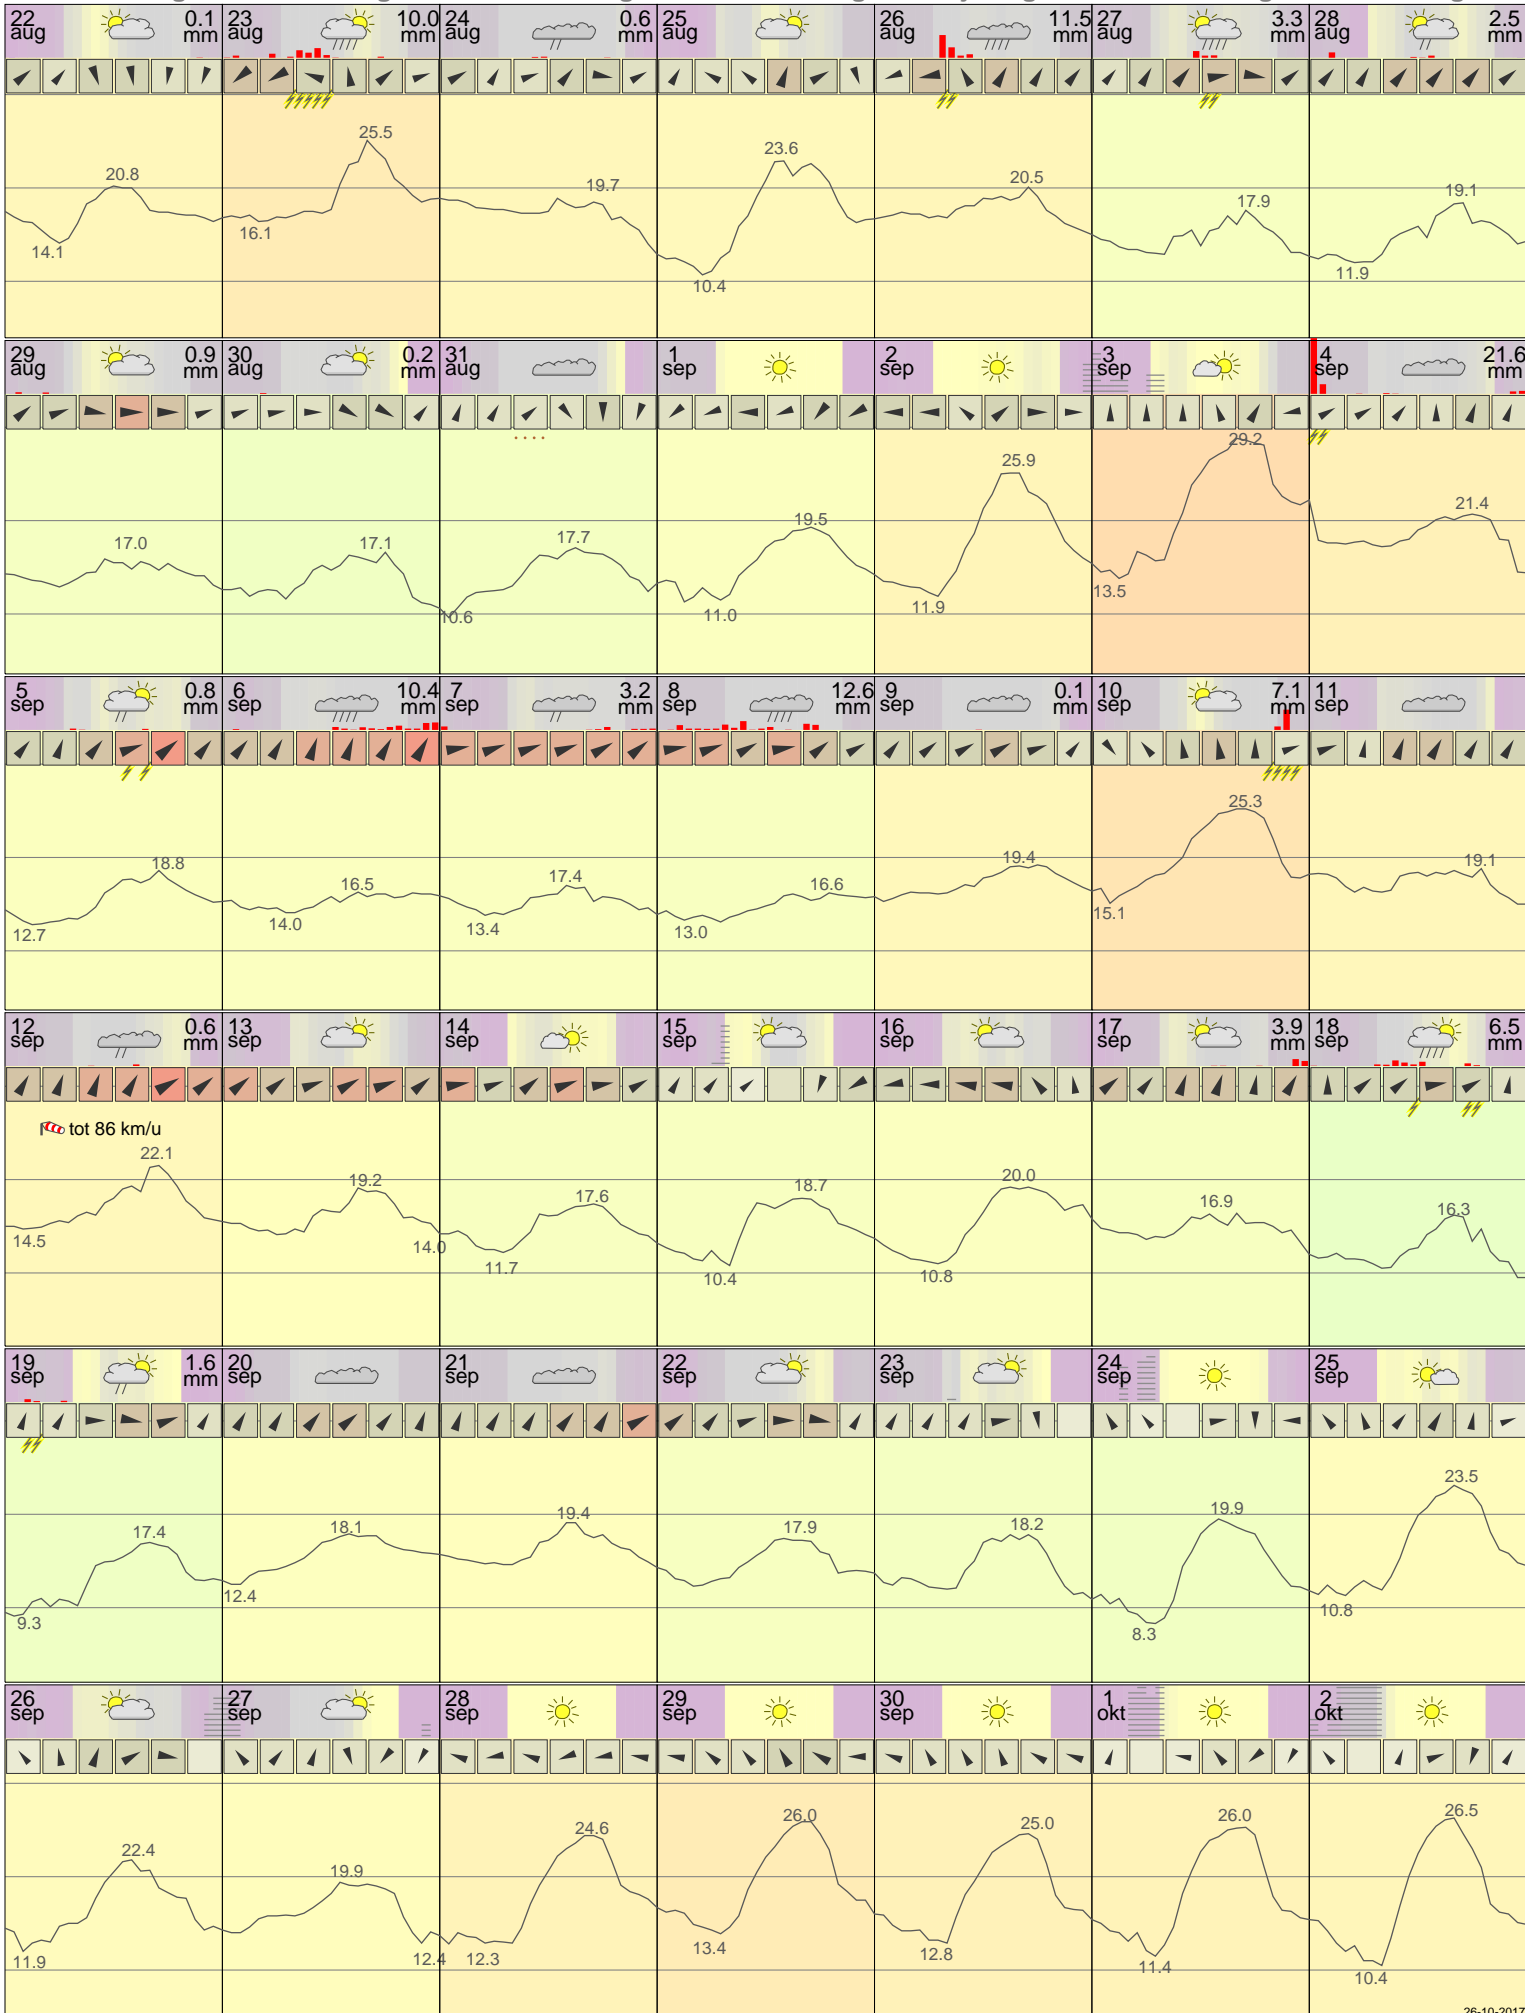 22 aug 0.1 mm 23 aug 10.0 mm 24 aug 0.6 mm 25 aug 26 aug 11.5 mm 27 aug 3.3 mm 28 aug 2.5 mm
25.5
23.6
20.8 19.7 20.5 17.9 19.1
14.1 16.1 10.4 11.9
29 aug 0.9 mm 30 aug 0.2 mm 31 aug 1 sep 2 sep 3 sep 4 sep 21.6 mm
29.2
25.9
17.0 17.1 17.7 19.5 21.4
10.6 11.0 11.9 13.5
5 sep 0.8 mm 6 sep 10.4 mm 7 sep 3.2 mm 8 sep 12.6 mm 9 sep 0.1 mm 10 sep 7.1 mm 11 sep
25.3
18.8 16.5 17.4 16.6 19.4 19.1
12.7 14.0 13.4 13.0 15.1
12 sep 0.6 mm 13 sep 14 sep 15 sep 16 sep 17 sep 3.9 mm 18 sep 6.5 mm
tot 86 km/u
22.1 19.2 17.6 18.7 20.0 16.9 16.3
14.5 14.0 11.7 10.4 10.8
19 sep 1.6 mm 20 sep 21 sep 22 sep 23 sep 24 sep 25 sep
17.4 18.1 19.4 17.9 18.2 19.9 23.5
9.3 12.4 8.3 10.8
26 sep 27 sep 28 sep 29 sep 30 sep 1 okt 2 okt
22.4 19.9 24.6 26.0 25.0 26.0 26.5
11.9 12.4 12.3 13.4 12.8 11.4 10.4
26-10-2017